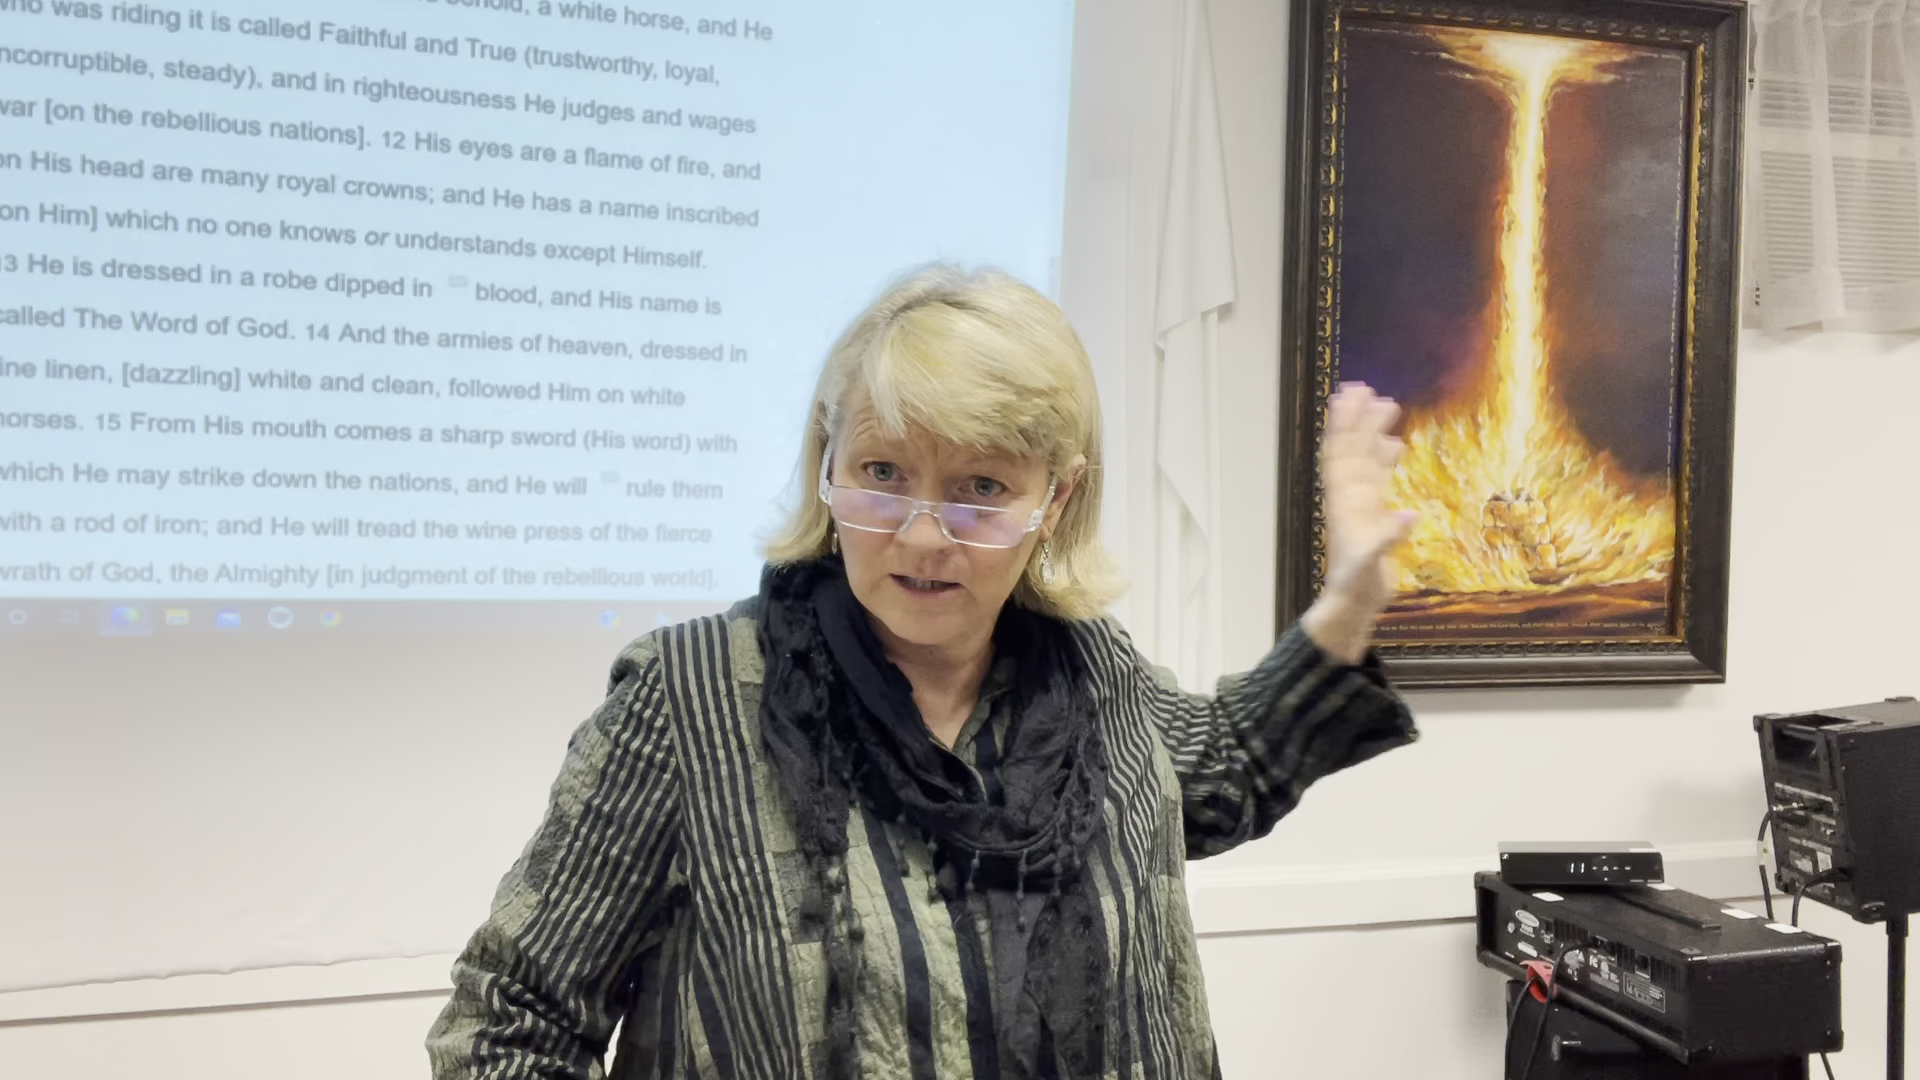 behold, a white horse, and He
who was riding it is called Faithful and True (trustworthy, loyal,
ncorruptible, steady), and in righteousness He judges and wages
war [on the rebellious nations]. 12 His eyes are a flame of fire, and
on His head are many royal crowns; and He has a name inscribed
[on Him] which no one knows or understands except Himself.
13 He is dressed in a robe dipped in blood, and His name is
called The Word of God. 14 And the armies of heaven, dressed in
fine linen, [dazzling] white and clean, followed Him on white
horses. 15 From His mouth comes a sharp sword (His word) with
which He may strike down the nations, and He will rule them
with a rod of iron; and He will tread the wine press of the fierce
wrath of God, the Almighty [in judgment of the rebellious world].